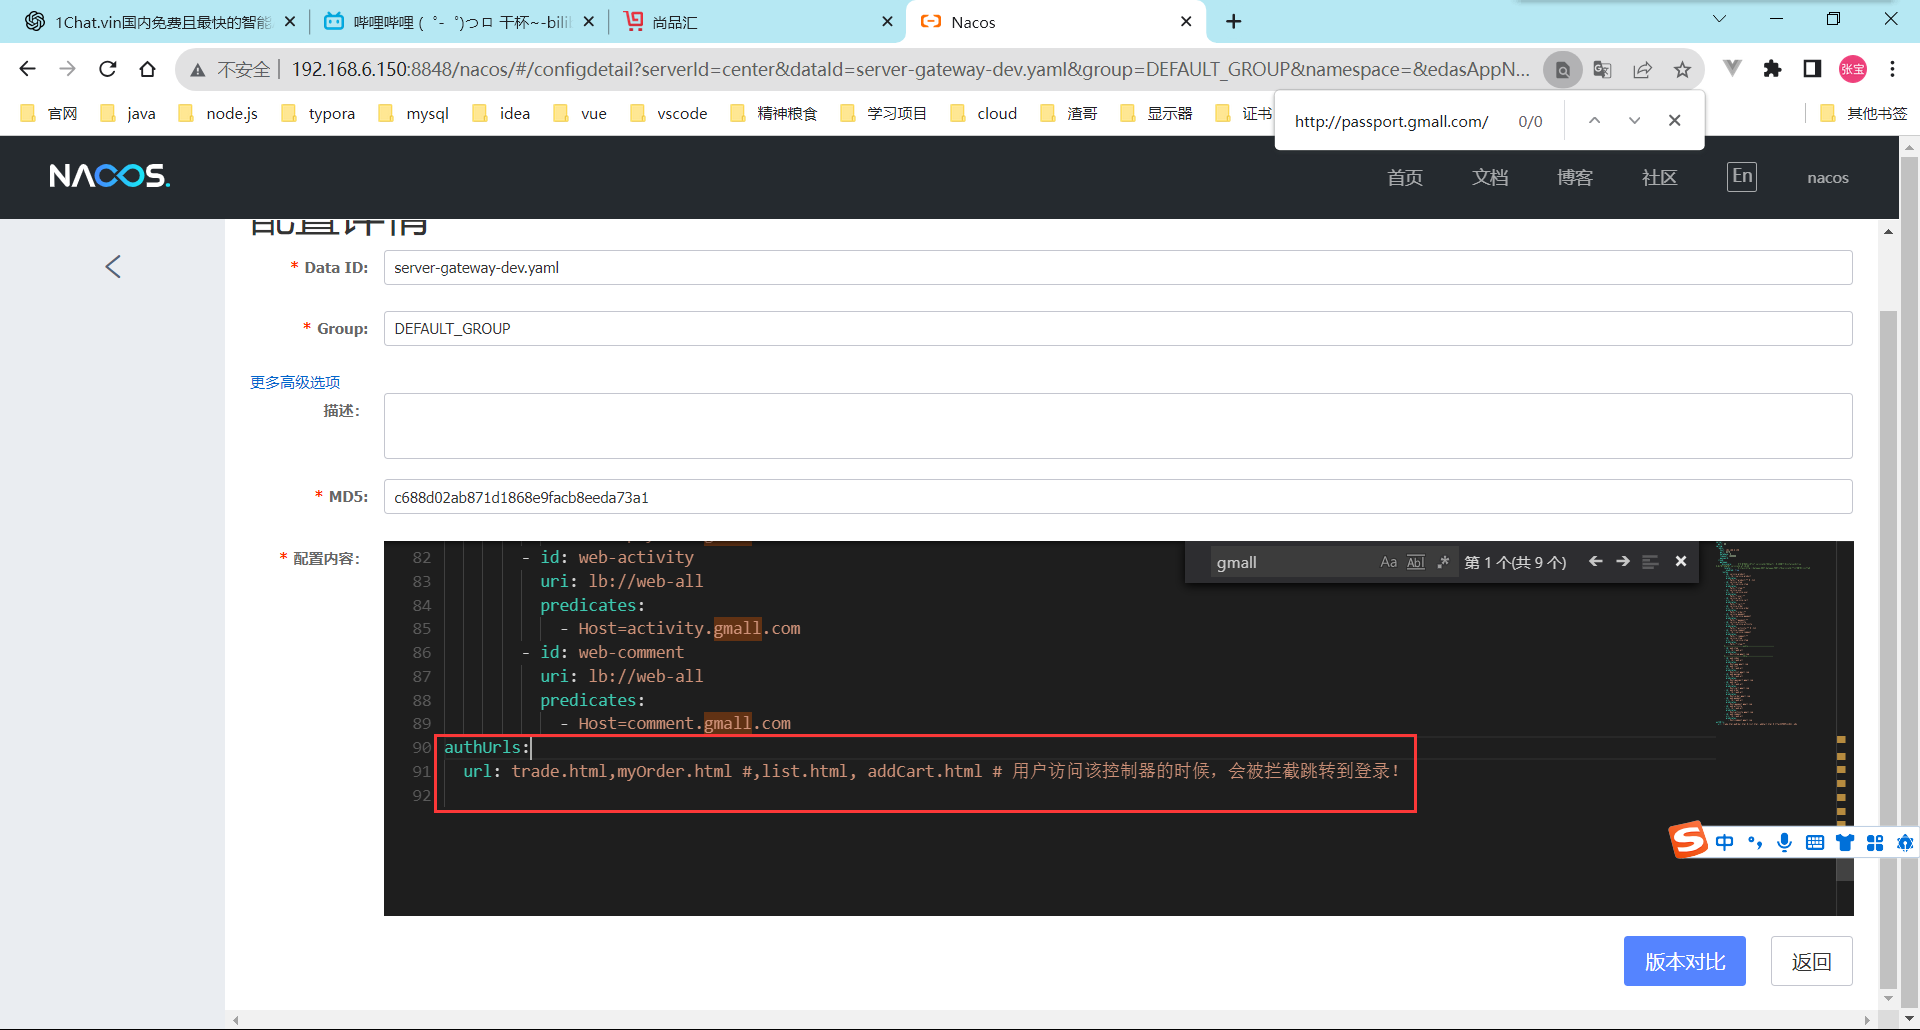 1Chat.vin国内免费且最快的智能
哔哩哔哩 (゜-゜)つロ 干杯~-bili
尚品汇
Nacos
不安全
192.168.6.150:8848/nacos/#/configdetail?serverId=center&dataId=server-gateway-dev.yaml&group=DEFAULT_GROUP&namespace=&edasAppN...
张宝
官网
java
node.js
typora
mysql
idea
vue
vscode
精神粮食
学习项目
cloud
渣哥
显示器
证书
其他书签
http://passport.gmall.com/
0/0
NACOS.
首页
文档
博客
社区
En
nacos
配置详情
* Data ID:
server-gateway-dev.yaml
* Group:
DEFAULT_GROUP
更多高级选项
描述:
* MD5:
c688d02ab871d1868e9facb8eeda73a1
* 配置内容:
gmall
Aa
Abl
.*
第 1 个(共 9 个)
82 - id: web-activity
83 uri: lb://web-all
84 predicates:
85 - Host=activity.gmall.com
86 - id: web-comment
87 uri: lb://web-all
88 predicates:
89 - Host=comment.gmall.com
90 authUrls:
91 url: trade.html,myOrder.html #,list.html, addCart.html # 用户访问该控制器的时候，会被拦截跳转到登录！
92
中
版本对比
返回